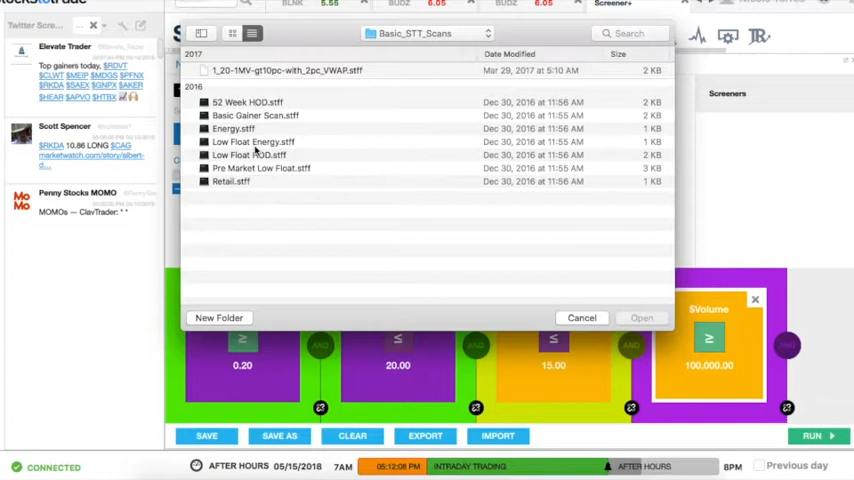 stockstotrade
BLNK 5.55
BUDZ 6.05
BUDZ 6.05
Screener+
Twitter Scre...
Elevate Trader @Elevate_Trader
Top gainers today, $RDVT
$CLWT $MEIP $MDGS $PFNX
$RKDA $SAEX $GNPX $AKER
$HEAR $APVO $HTBX
Scott Spencer
$RKDA 10.86 LONG $CAG
marketwatch.com/story/albert-
d...
Penny Stocks MOMO
MOMOs — ClavTrader: * *
Mo
Mo
Basic_STT_Scans
Search
2017
Date Modified
Size
1_20-1MV-gt10pc-with_2pc_VWAP.stff Mar 29, 2017 at 5:10 AM 2 KB
2016
52 Week HOD.stff Dec 30, 2016 at 11:56 AM 2 KB
Basic Gainer Scan.stff Dec 30, 2016 at 11:55 AM 2 KB
Energy.stff Dec 30, 2016 at 11:56 AM 1 KB
Low Float Energy.stff Dec 30, 2016 at 11:55 AM 1 KB
Low Float HOD.stff Dec 30, 2016 at 11:56 AM 2 KB
Pre Market Low Float.stff Dec 30, 2016 at 11:55 AM 3 KB
Retail.stff Dec 30, 2016 at 11:56 AM 1 KB
New Folder
Cancel
Open
Screeners
$Volume
≥ AND ≤ AND ≤ AND ≥ AND
0.20 20.00 15.00 100,000.00
SAVE
SAVE AS
CLEAR
EXPORT
IMPORT
RUN
CONNECTED
AFTER HOURS 05/15/2018 7AM 05:12:08 PM INTRADAY TRADING AFTER HOURS 8PM Previous day